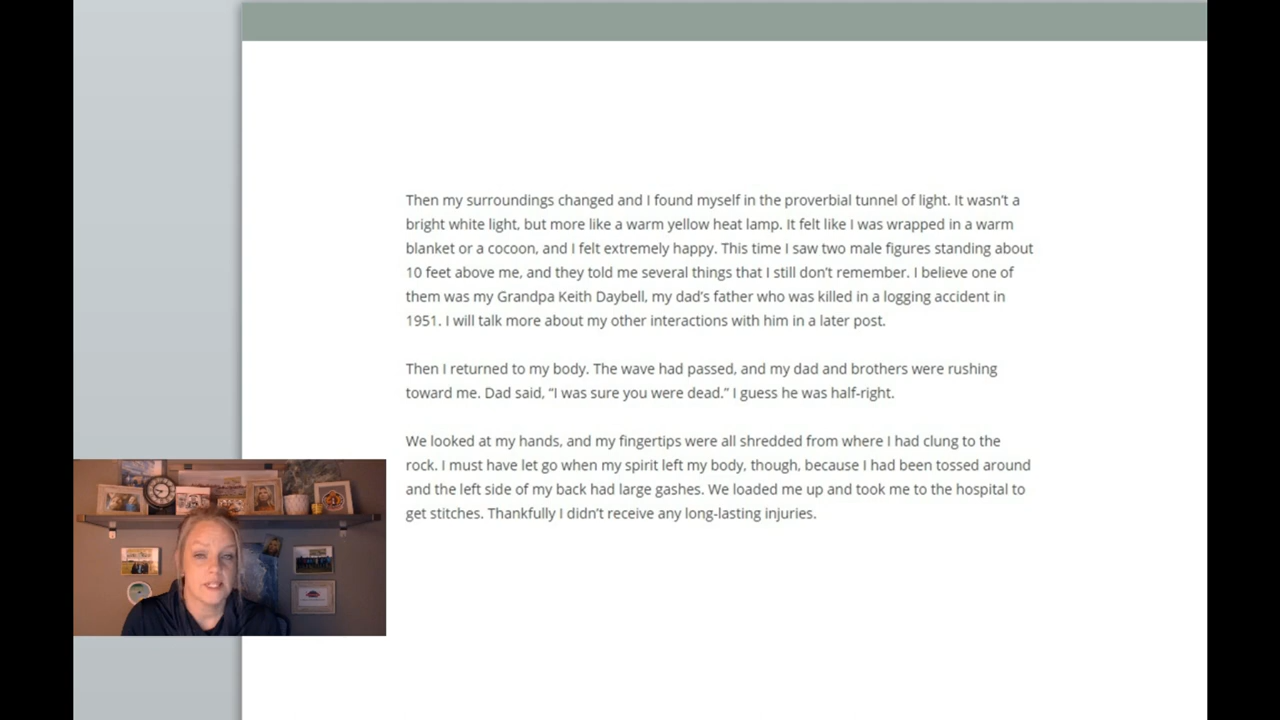 Then my surroundings changed and I found myself in the proverbial tunnel of light. It wasn’t a
bright white light, but more like a warm yellow heat lamp. It felt like I was wrapped in a warm
blanket or a cocoon, and I felt extremely happy. This time I saw two male figures standing about
10 feet above me, and they told me several things that I still don’t remember. I believe one of
them was my Grandpa Keith Daybell, my dad’s father who was killed in a logging accident in
1951. I will talk more about my other interactions with him in a later post.
Then I returned to my body. The wave had passed, and my dad and brothers were rushing
toward me. Dad said, “I was sure you were dead.” I guess he was half-right.
We looked at my hands, and my fingertips were all shredded from where I had clung to the
rock. I must have let go when my spirit left my body, though, because I had been tossed around
and the left side of my back had large gashes. We loaded me up and took me to the hospital to
get stitches. Thankfully I didn’t receive any long-lasting injuries.